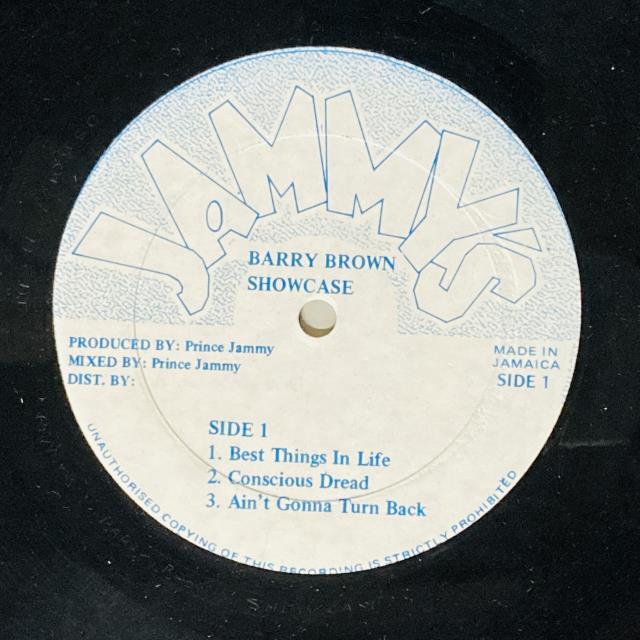 JAMMY'S
BARRY BROWN
SHOWCASE
PRODUCED BY: Prince Jammy
MIXED BY: Prince Jammy
DIST. BY:
MADE IN
JAMAICA
SIDE 1
SIDE 1
1. Best Things In Life
2. Conscious Dread
3. Ain't Gonna Turn Back
UNAUTHORISED COPYING OF THIS RECORDING IS STRICTLY PROHIBITED